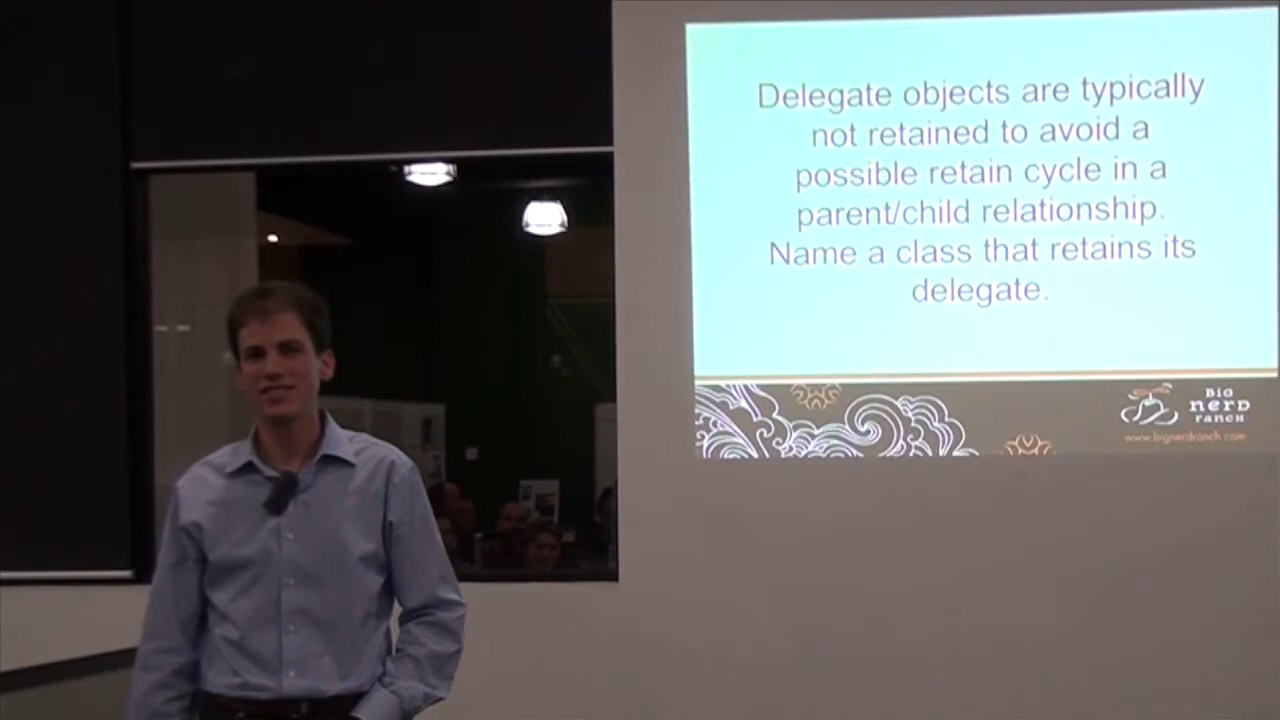 Delegate objects are typically
not retained to avoid a
possible retain cycle in a
parent/child relationship.
Name a class that retains its
delegate.
BIG
nerd
ranch
www.bignerdranch.com